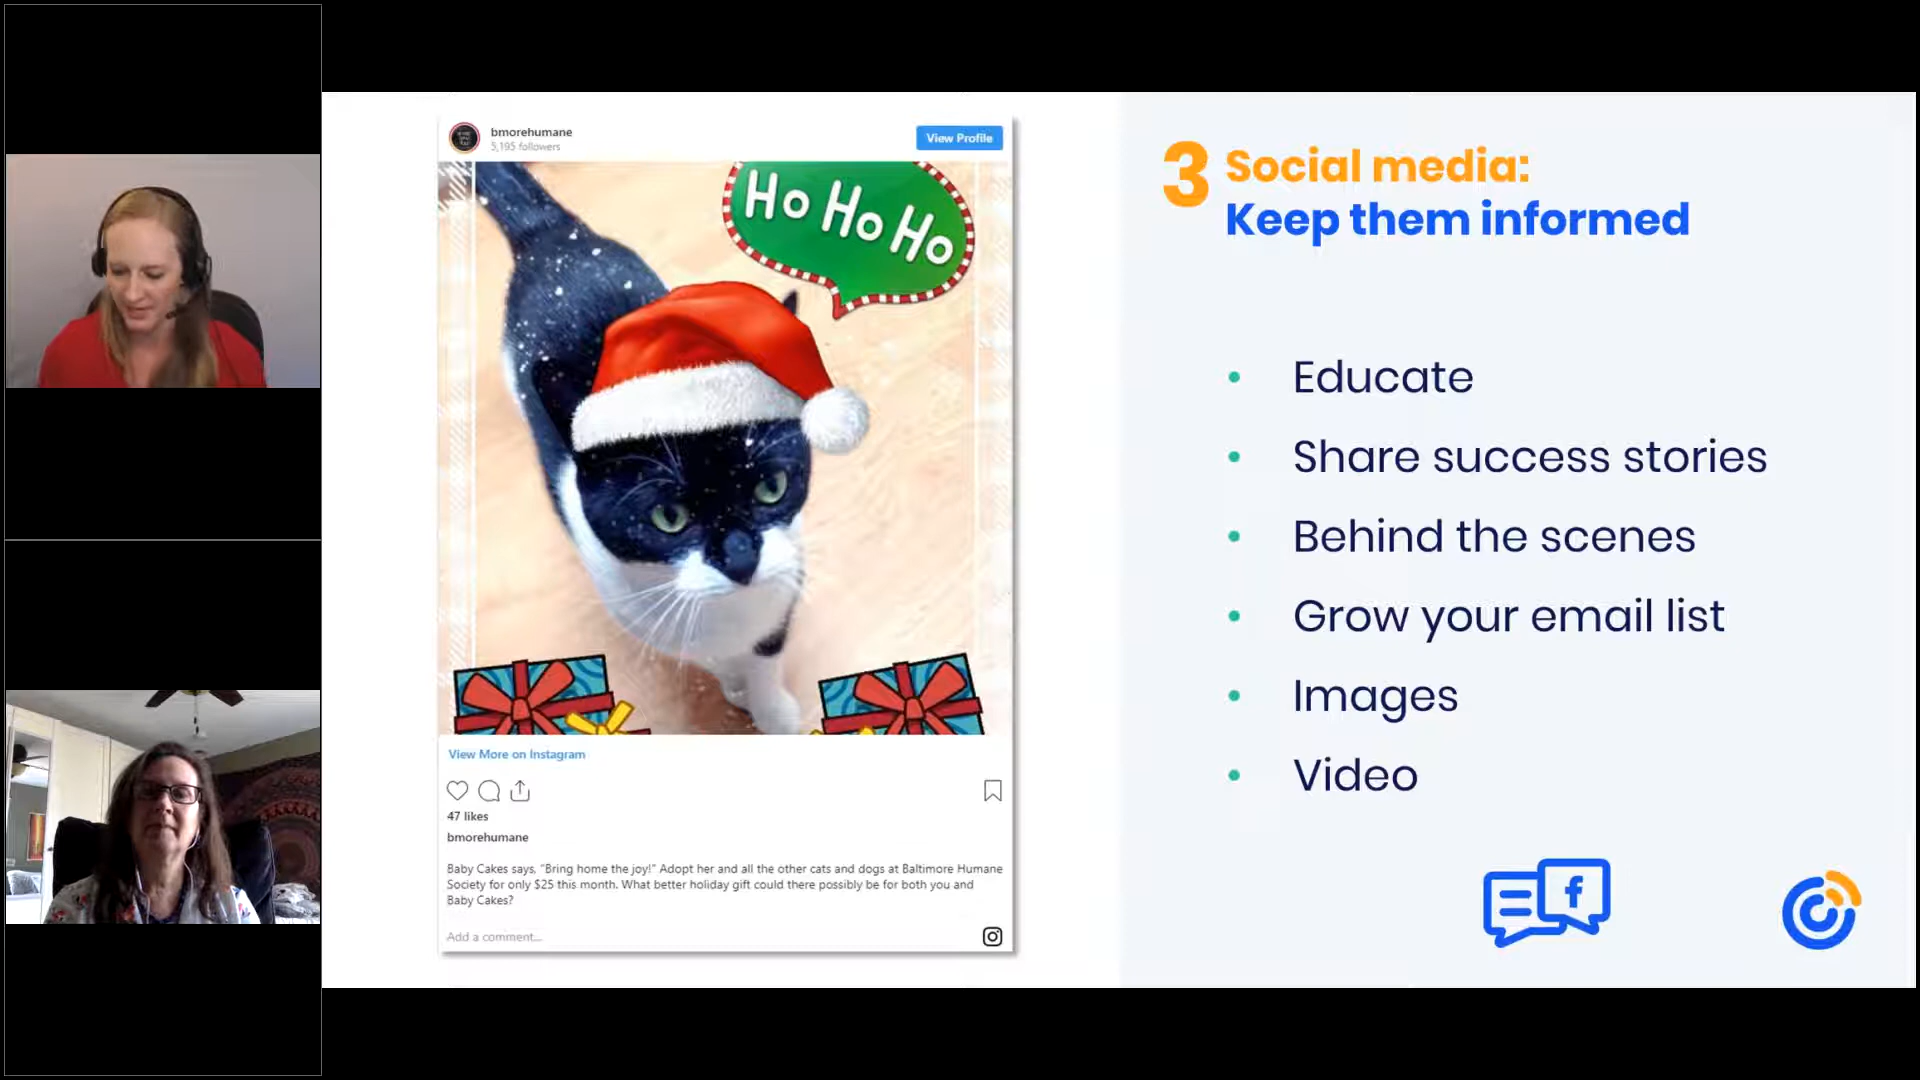 bmorehumane
5,195 followers
View Profile
Ho Ho Ho
View More on Instagram
47 likes
bmorehumane
Baby Cakes says, "Bring home the joy!" Adopt her and all the other cats and dogs at Baltimore Humane
Society for only $25 this month. What better holiday gift could there possibly be for both you and
Baby Cakes?
Add a comment...
3 Social media:
Keep them informed
• Educate
• Share success stories
• Behind the scenes
• Grow your email list
• Images
• Video
f